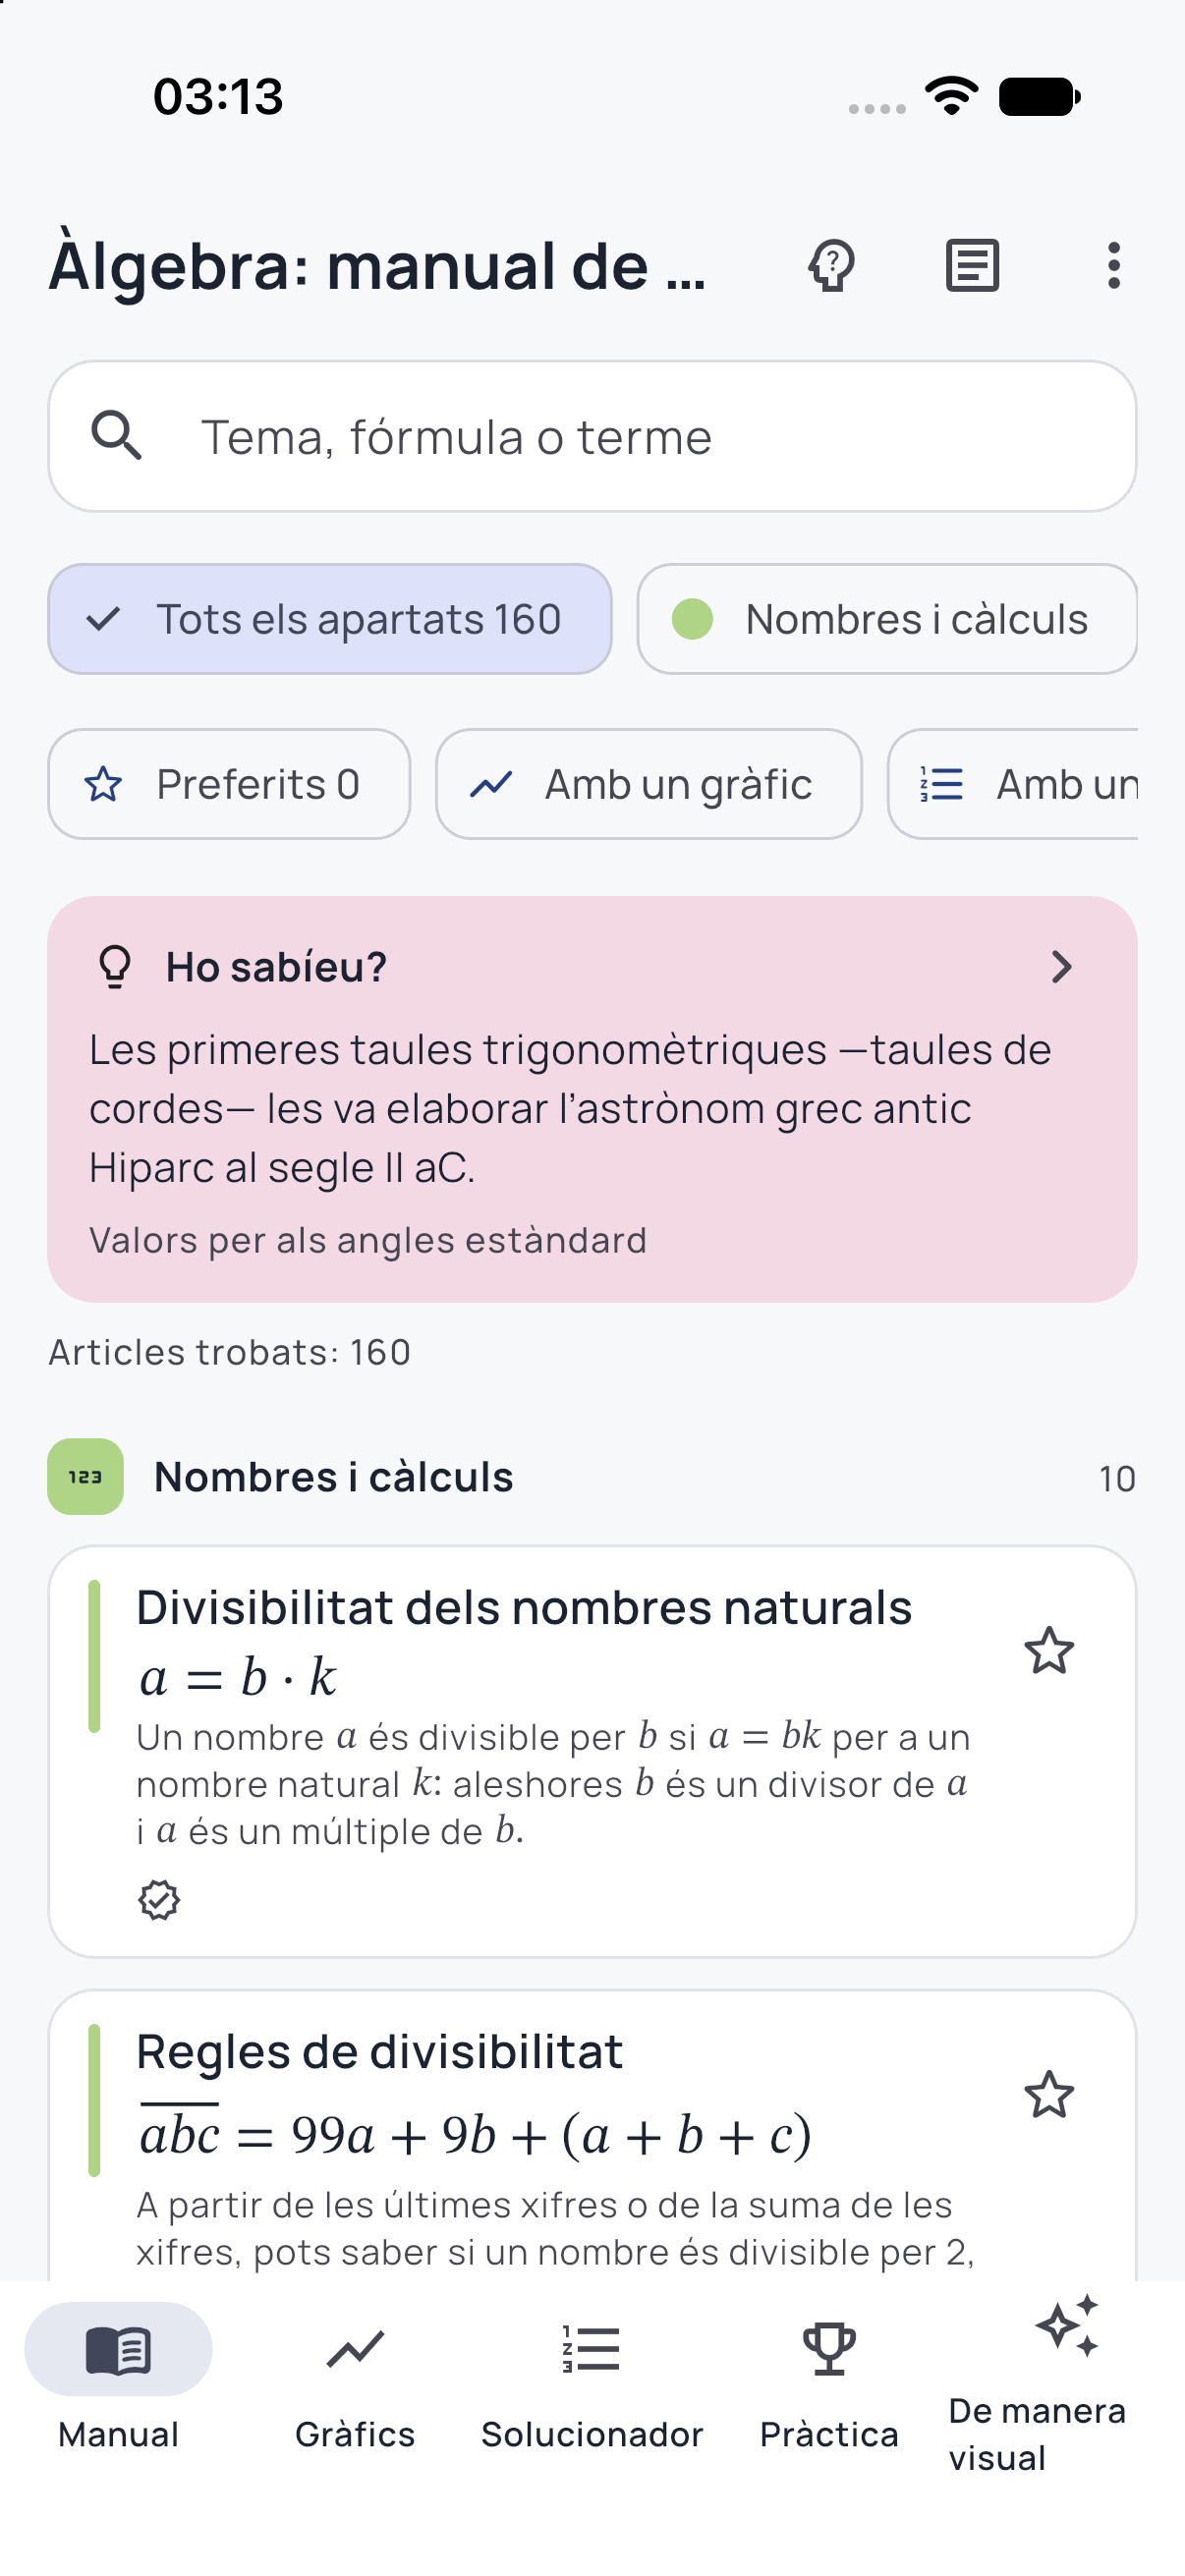 03:13
Àlgebra: manual de ...
Tema, fórmula o terme
Tots els apartats 160
Nombres i càlculs
Preferits 0
Amb un gràfic
Amb un
Ho sabíeu?
Les primeres taules trigonomètriques —taules de
cordes— les va elaborar l’astrònom grec antic
Hiparc al segle II aC.
Valors per als angles estàndard
Articles trobats: 160
123
Nombres i càlculs
10
Divisibilitat dels nombres naturals
a = b · k
Un nombre a és divisible per b si a = bk per a un
nombre natural k: aleshores b és un divisor de a
i a és un múltiple de b.
Regles de divisibilitat
a̅b̅c̅ = 99a + 9b + (a + b + c)
A partir de les últimes xifres o de la suma de les
xifres, pots saber si un nombre és divisible per 2,
Manual
Gràfics
Solucionador
Pràctica
De manera
visual